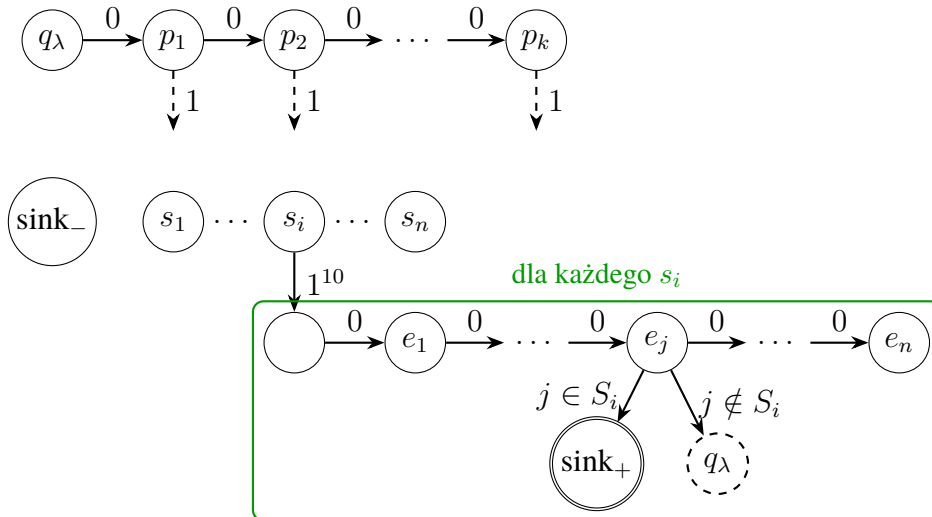 0 0 0 0
q_λ p_1 p_2 ⋯ p_k
1 1 1
sink_− s_1 ⋯ s_i ⋯ s_n
dla każdego s_i
1^{10}
0 0 0 0 0
e_1 ⋯ e_j ⋯ e_n
j ∈ S_i j ∉ S_i
sink_+ q_λ